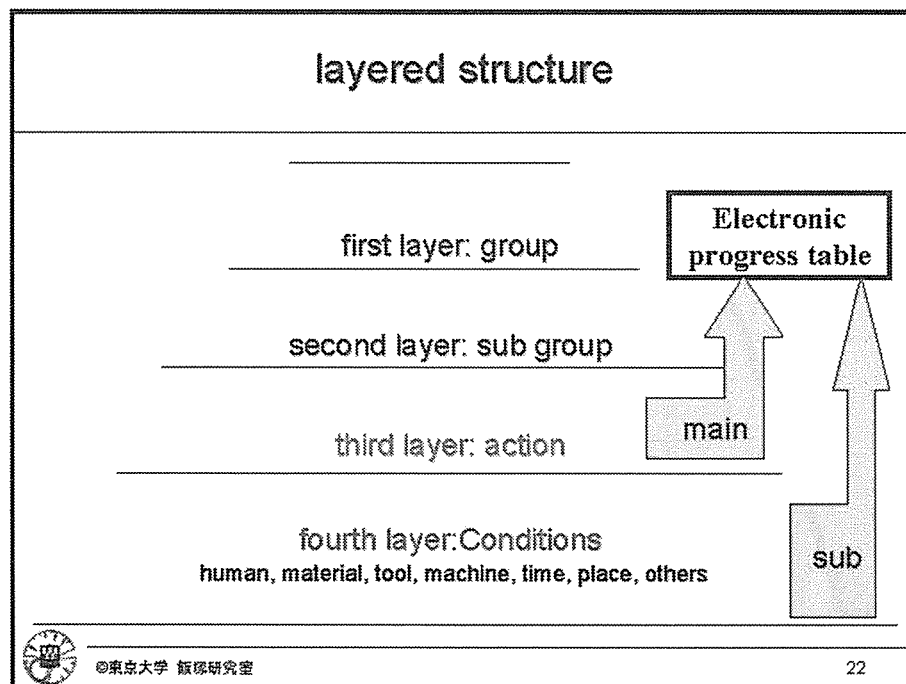 layered structure
first layer: group
Electronic
progress table
second layer: sub group
main
third layer: action
fourth layer:Conditions
human, material, tool, machine, time, place, others
sub
©東京大学 飯塚研究室
22